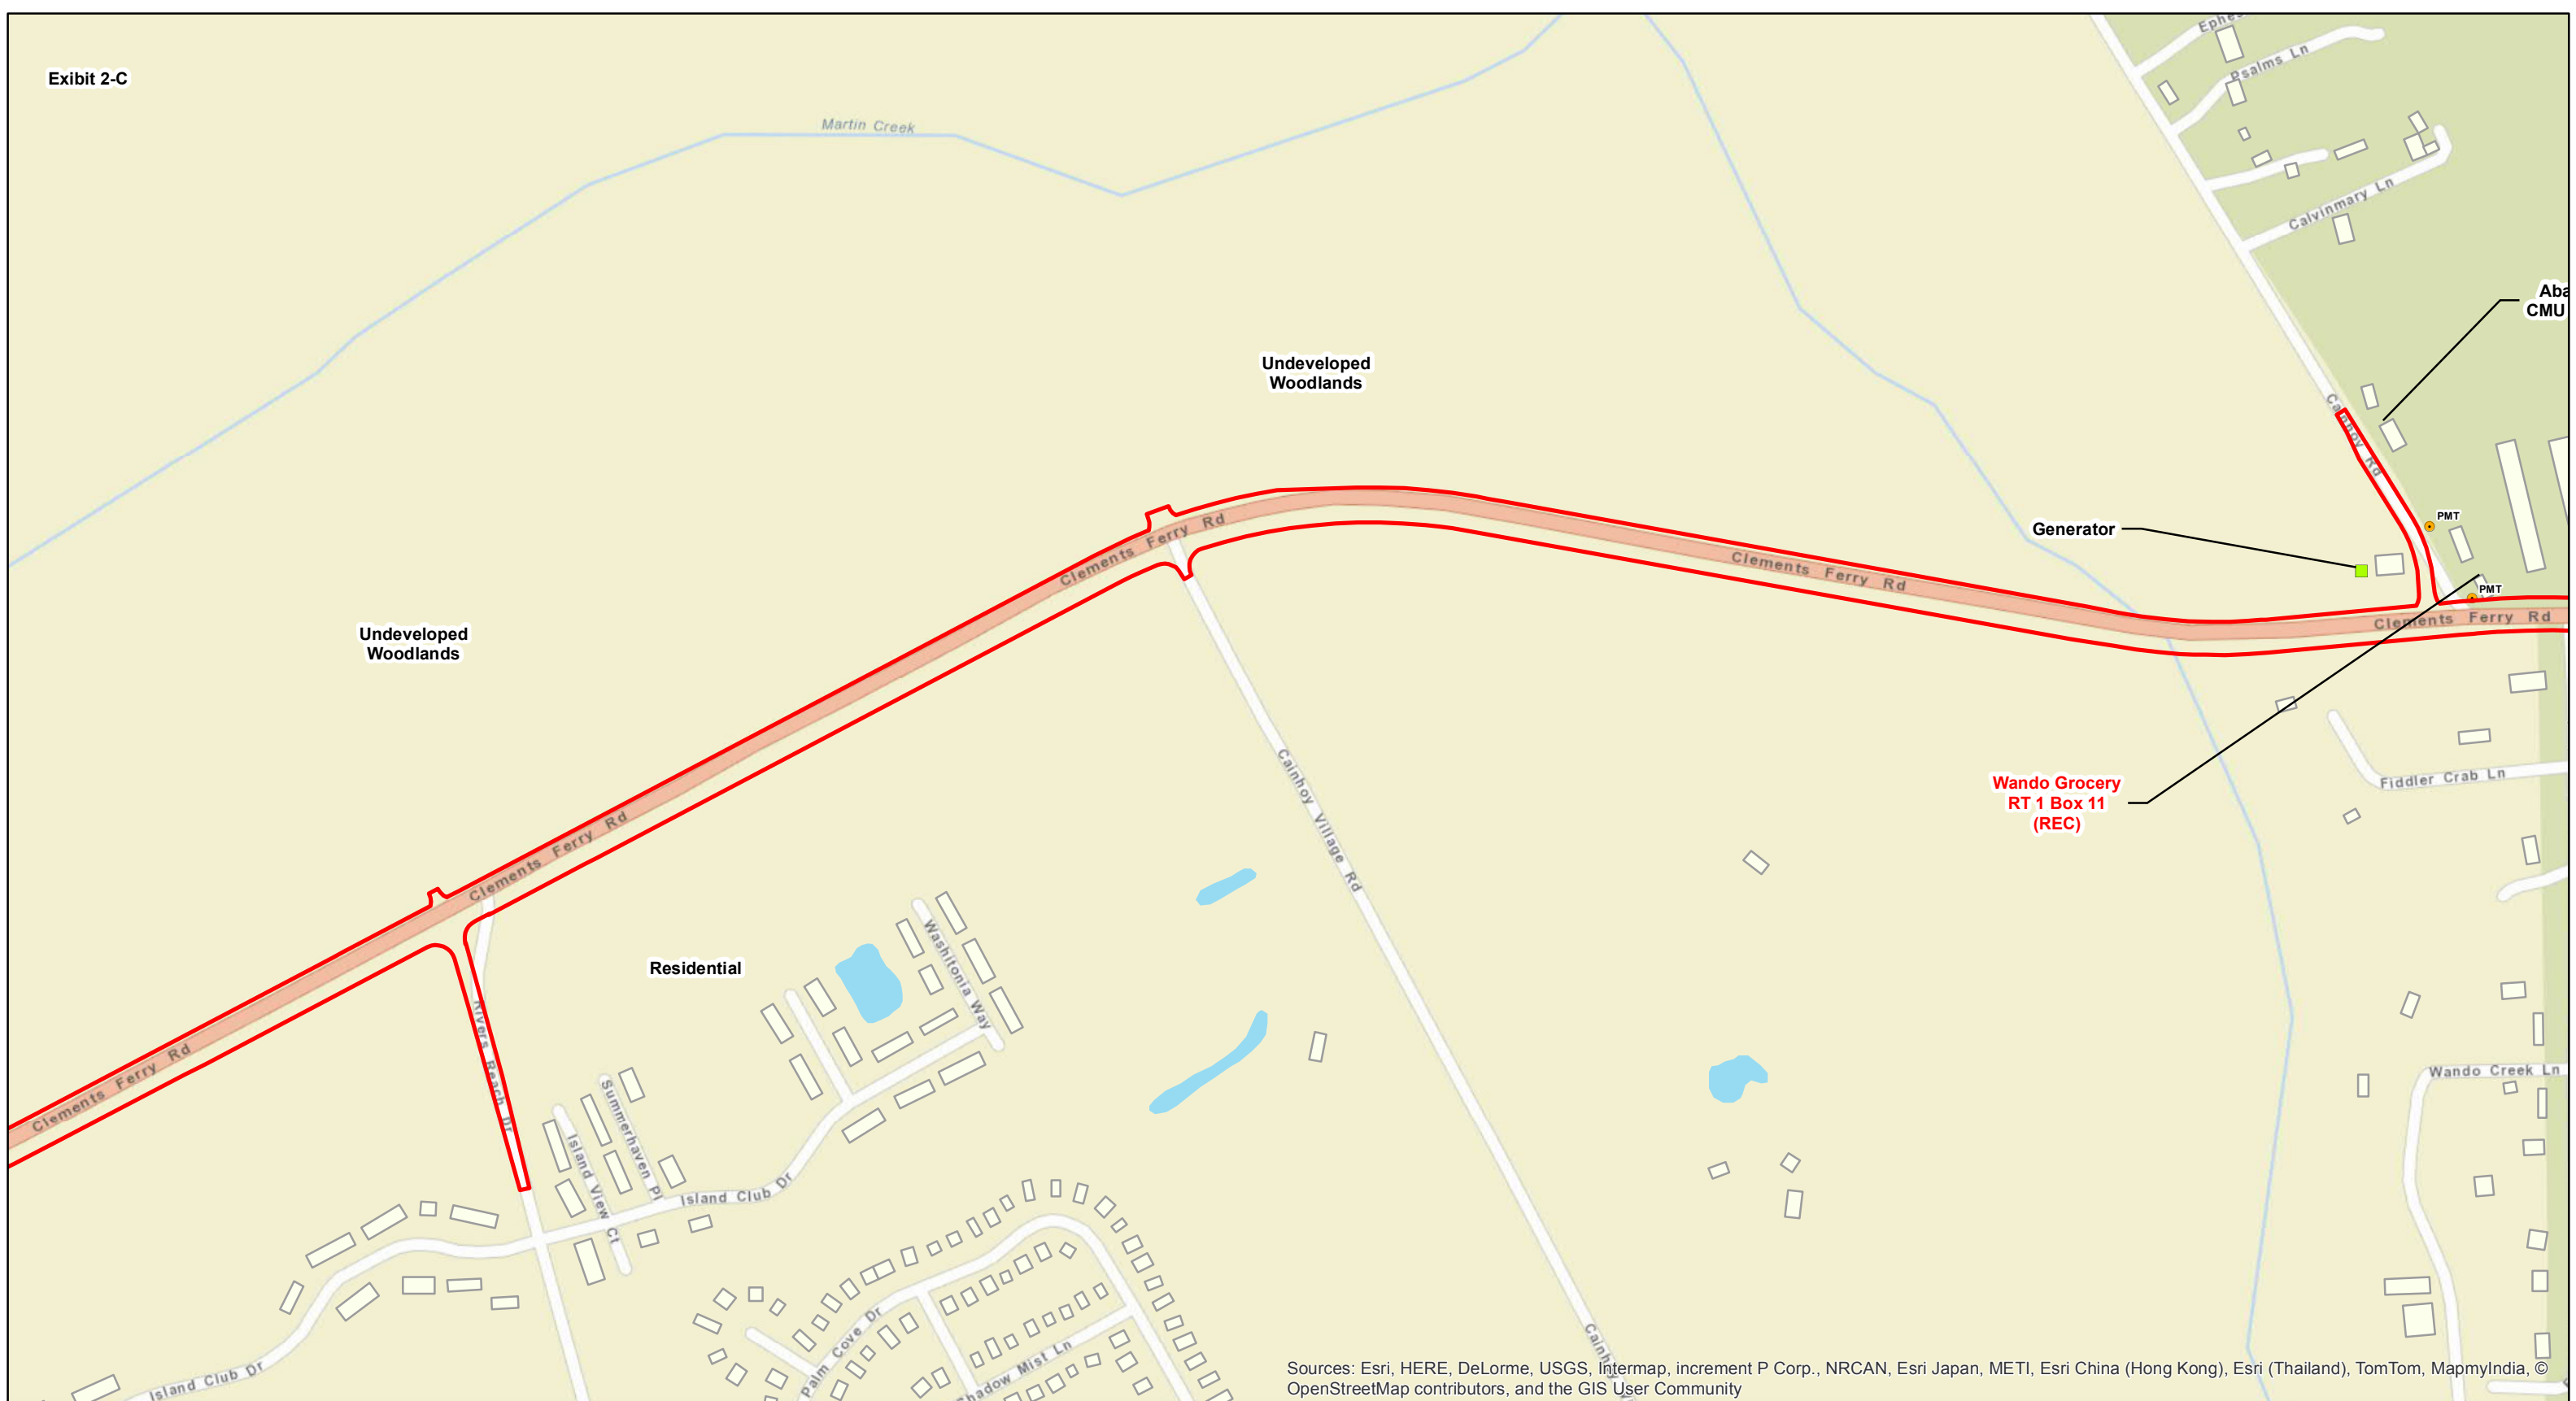 Exibit 2-C
Martin Creek
Psalms Ln
Calvinmary Ln
CMU
Undeveloped
Woodlands
Cainhoy Rd
PMT
Generator
PMT
Clements Ferry Rd
Clements Ferry Rd
Clements Ferry Rd
Undeveloped
Woodlands
Fiddler Crab Ln
Wando Grocery
RT 1 Box 11
(REC)
Cainhoy Village Rd
Clements Ferry Rd
Residential
Washitonia Way
Rivers Reach Dr
Clements Ferry Rd
Wando Creek Ln
Summerhaven Pl
Island View Ct
Island Club Dr
Palm Cove Dr
Shadow Mist Ln
Island Club Dr
Sources: Esri, HERE, DeLorme, USGS, Intermap, increment P Corp., NRCAN, Esri Japan, METI, Esri China (Hong Kong), Esri (Thailand), TomTom, MapmyIndia, ©
OpenStreetMap contributors, and the GIS User Community